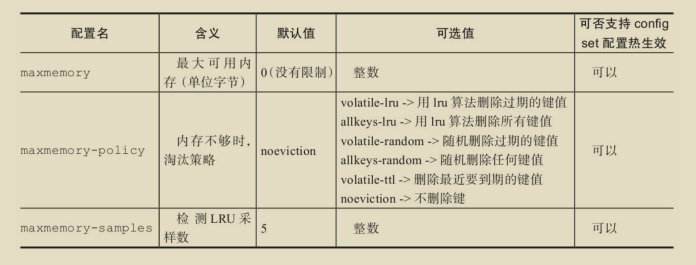 配置名 含义 默认值 可选值 可否支持 config set 配置热生效
maxmemory 最大可用内存（单位字节） 0（没有限制） 整数 可以
maxmemory-policy 内存不够时，淘汰策略 noeviction
volatile-lru -> 用 lru 算法删除过期的键值
allkeys-lru -> 用 lru 算法删除所有键值
volatile-random -> 随机删除过期的键值
allkeys-random -> 随机删除任何键值
volatile-ttl -> 删除最近要到期的键值
noeviction -> 不删除键
可以
maxmemory-samples 检测 LRU 采样数 5 整数 可以